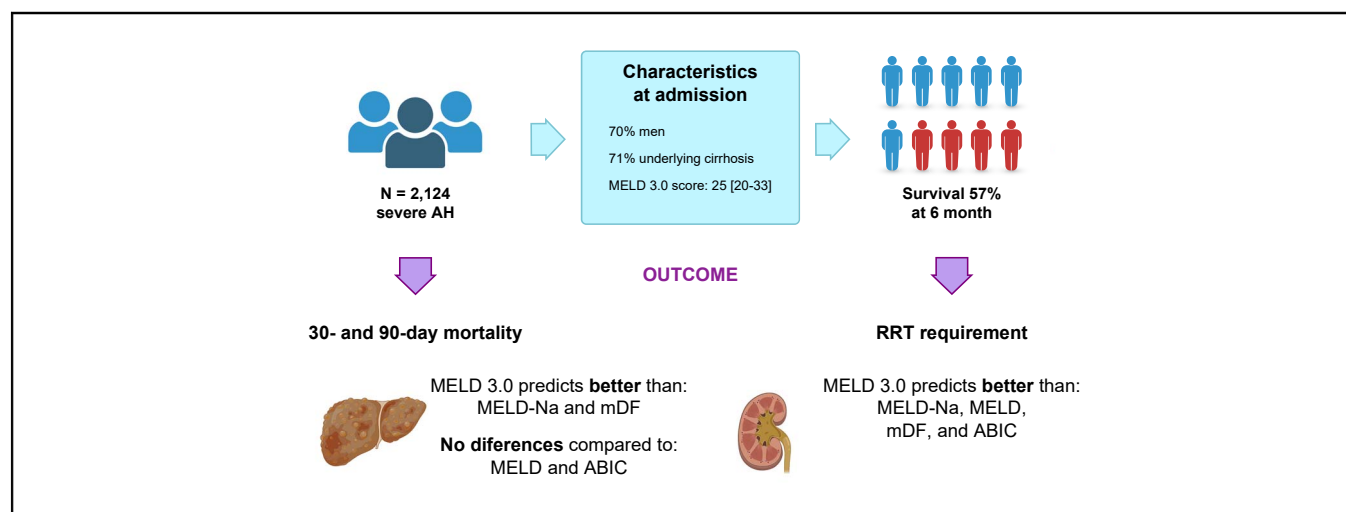 N = 2,124
severe AH
Characteristics
at admission
70% men
71% underlying cirrhosis
MELD 3.0 score: 25 [20-33]
Survival 57%
at 6 month
OUTCOME
30- and 90-day mortality
MELD 3.0 predicts better than:
MELD-Na and mDF
No diferences compared to:
MELD and ABIC
RRT requirement
MELD 3.0 predicts better than:
MELD-Na, MELD,
mDF, and ABIC